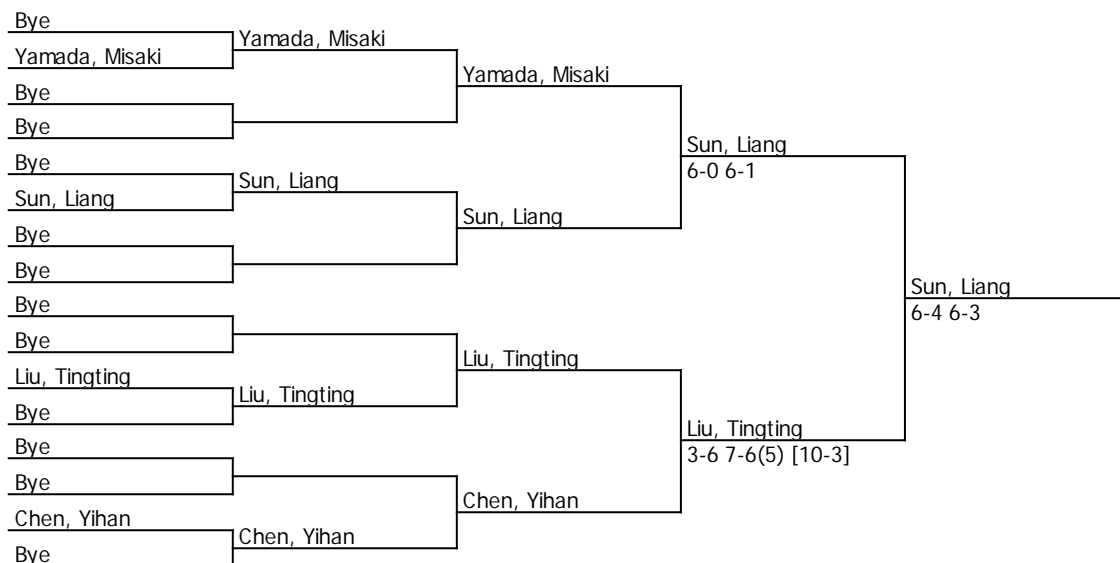 Bye
Yamada, Misaki
Bye
Bye
Bye
Sun, Liang
Bye
Bye
Bye
Bye
Liu, Tingting
Bye
Bye
Bye
Chen, Yihan
Bye
Yamada, Misaki
Sun, Liang
Liu, Tingting
Chen, Yihan
Yamada, Misaki
Sun, Liang
Liu, Tingting
Chen, Yihan
Sun, Liang
6-0 6-1
Liu, Tingting
3-6 7-6(5) [10-3]
Sun, Liang
6-4 6-3